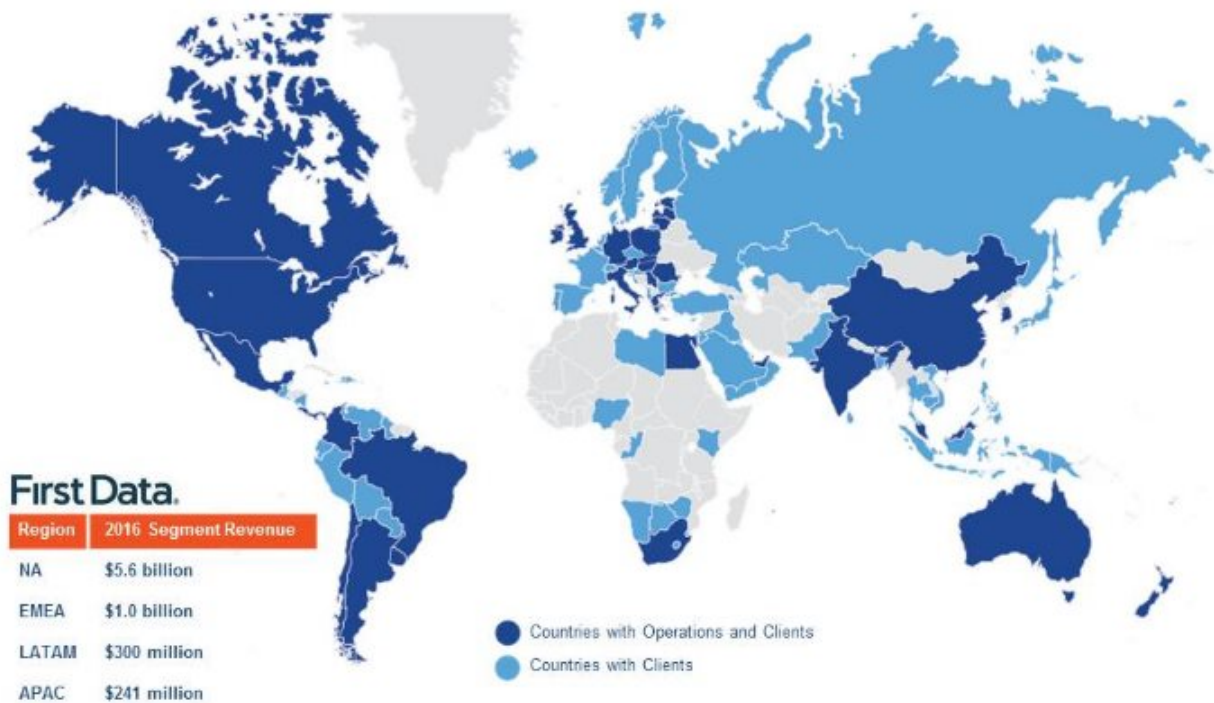 First Data.
Region 2016 Segment Revenue
NA $5.6 billion
EMEA $1.0 billion
LATAM $300 million
APAC $241 million
Countries with Operations and Clients
Countries with Clients